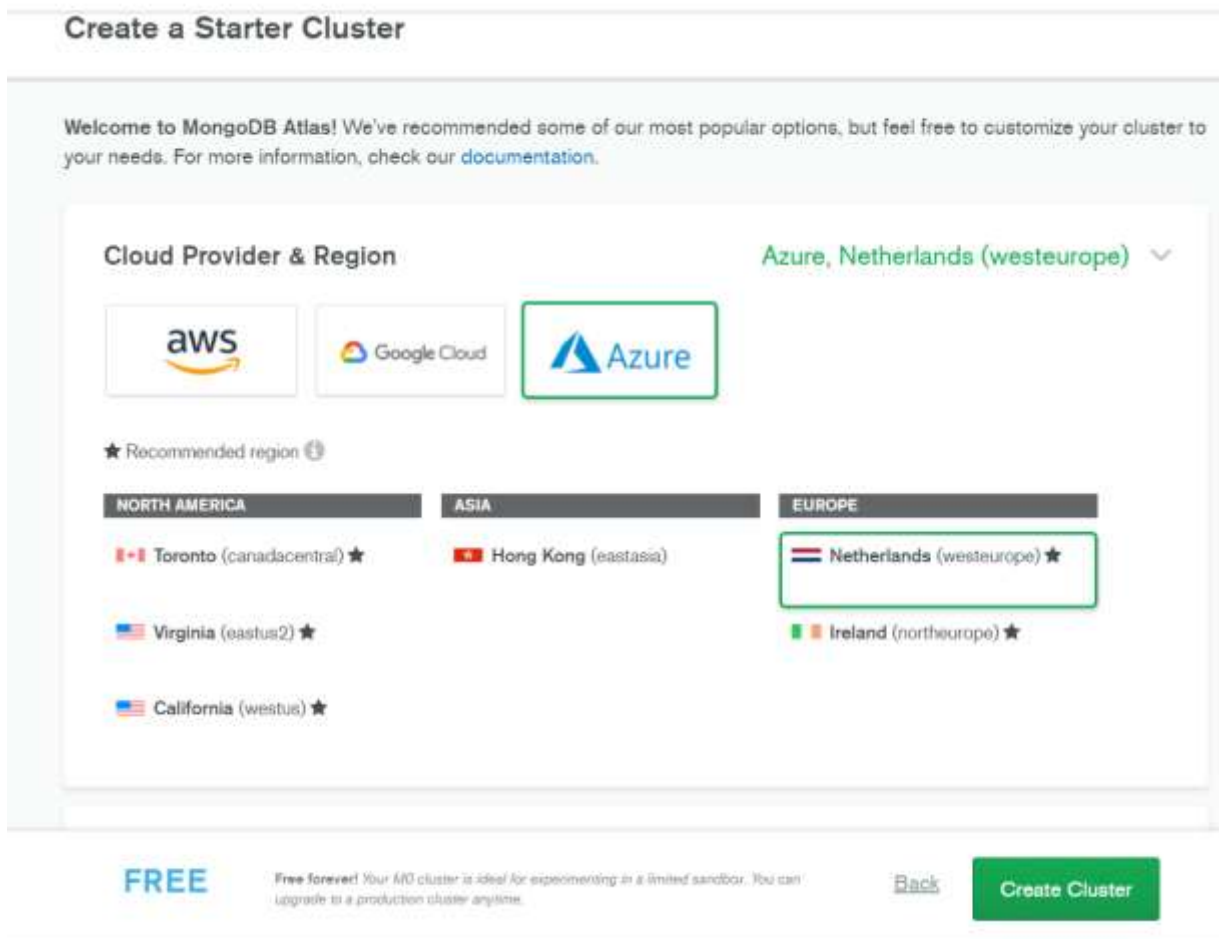 Create a Starter Cluster
Welcome to MongoDB Atlas! We've recommended some of our most popular options, but feel free to customize your cluster to
your needs. For more information, check our documentation.
Cloud Provider & Region
Azure, Netherlands (westeurope)
aws
Google Cloud
Azure
★ Recommended region
NORTH AMERICA
ASIA
EUROPE
Toronto (canadacentral) ★
Hong Kong (eastasia)
Netherlands (westeurope) ★
Virginia (eastus2) ★
Ireland (northeurope) ★
California (westus) ★
FREE
Free forever! Your M0 cluster is ideal for experimenting in a limited sandbox. You can
upgrade to a production cluster anytime.
Back
Create Cluster